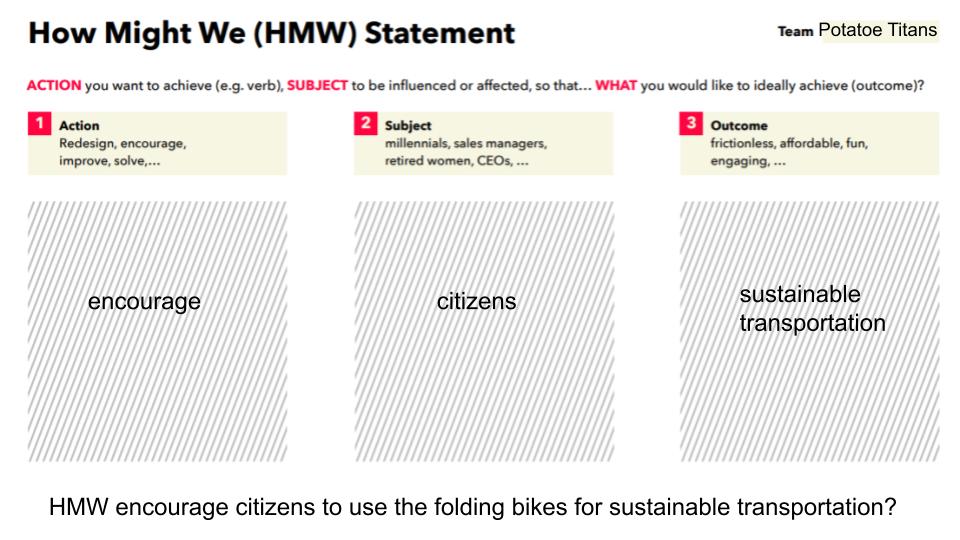 How Might We (HMW) Statement
Team Potatoe Titans
ACTION you want to achieve (e.g. verb), SUBJECT to be influenced or affected, so that... WHAT you would like to ideally achieve (outcome)?
1 Action
Redesign, encourage,
improve, solve,...
2 Subject
millennials, sales managers,
retired women, CEOs, ...
3 Outcome
frictionless, affordable, fun,
engaging, ...
encourage
citizens
sustainable
transportation
HMW encourage citizens to use the folding bikes for sustainable transportation?